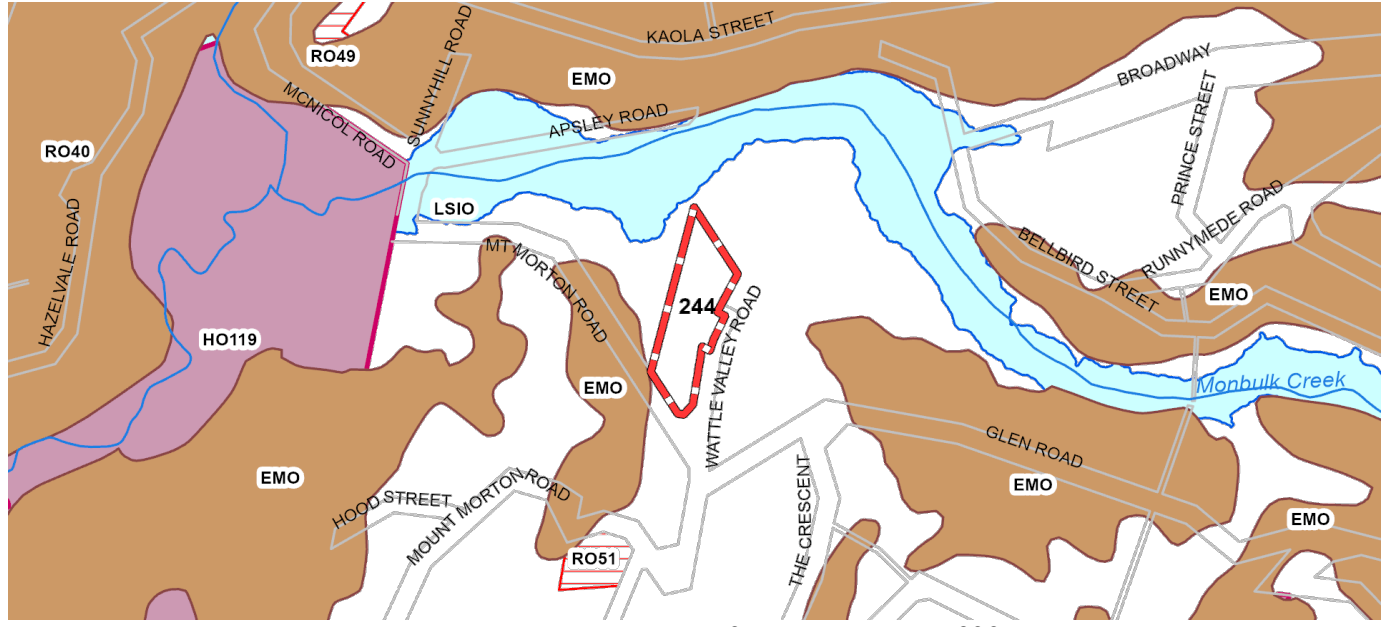 KAOLA STREET
RO49
SUNNYHILL ROAD
EMO
BROADWAY
MCNICOL ROAD
APSLEY ROAD
PRINCE STREET
RO40
LSIO
HAZELVALE ROAD
MT MORTON ROAD
BELLBIRD STREET
RUNNYMEDE ROAD
244
EMO
HO119
WATTLE VALLEY ROAD
EMO
Monbulk Creek
GLEN ROAD
EMO
EMO
HOOD STREET
MOUNT MORTON ROAD
THE CRESCENT
EMO
RO51